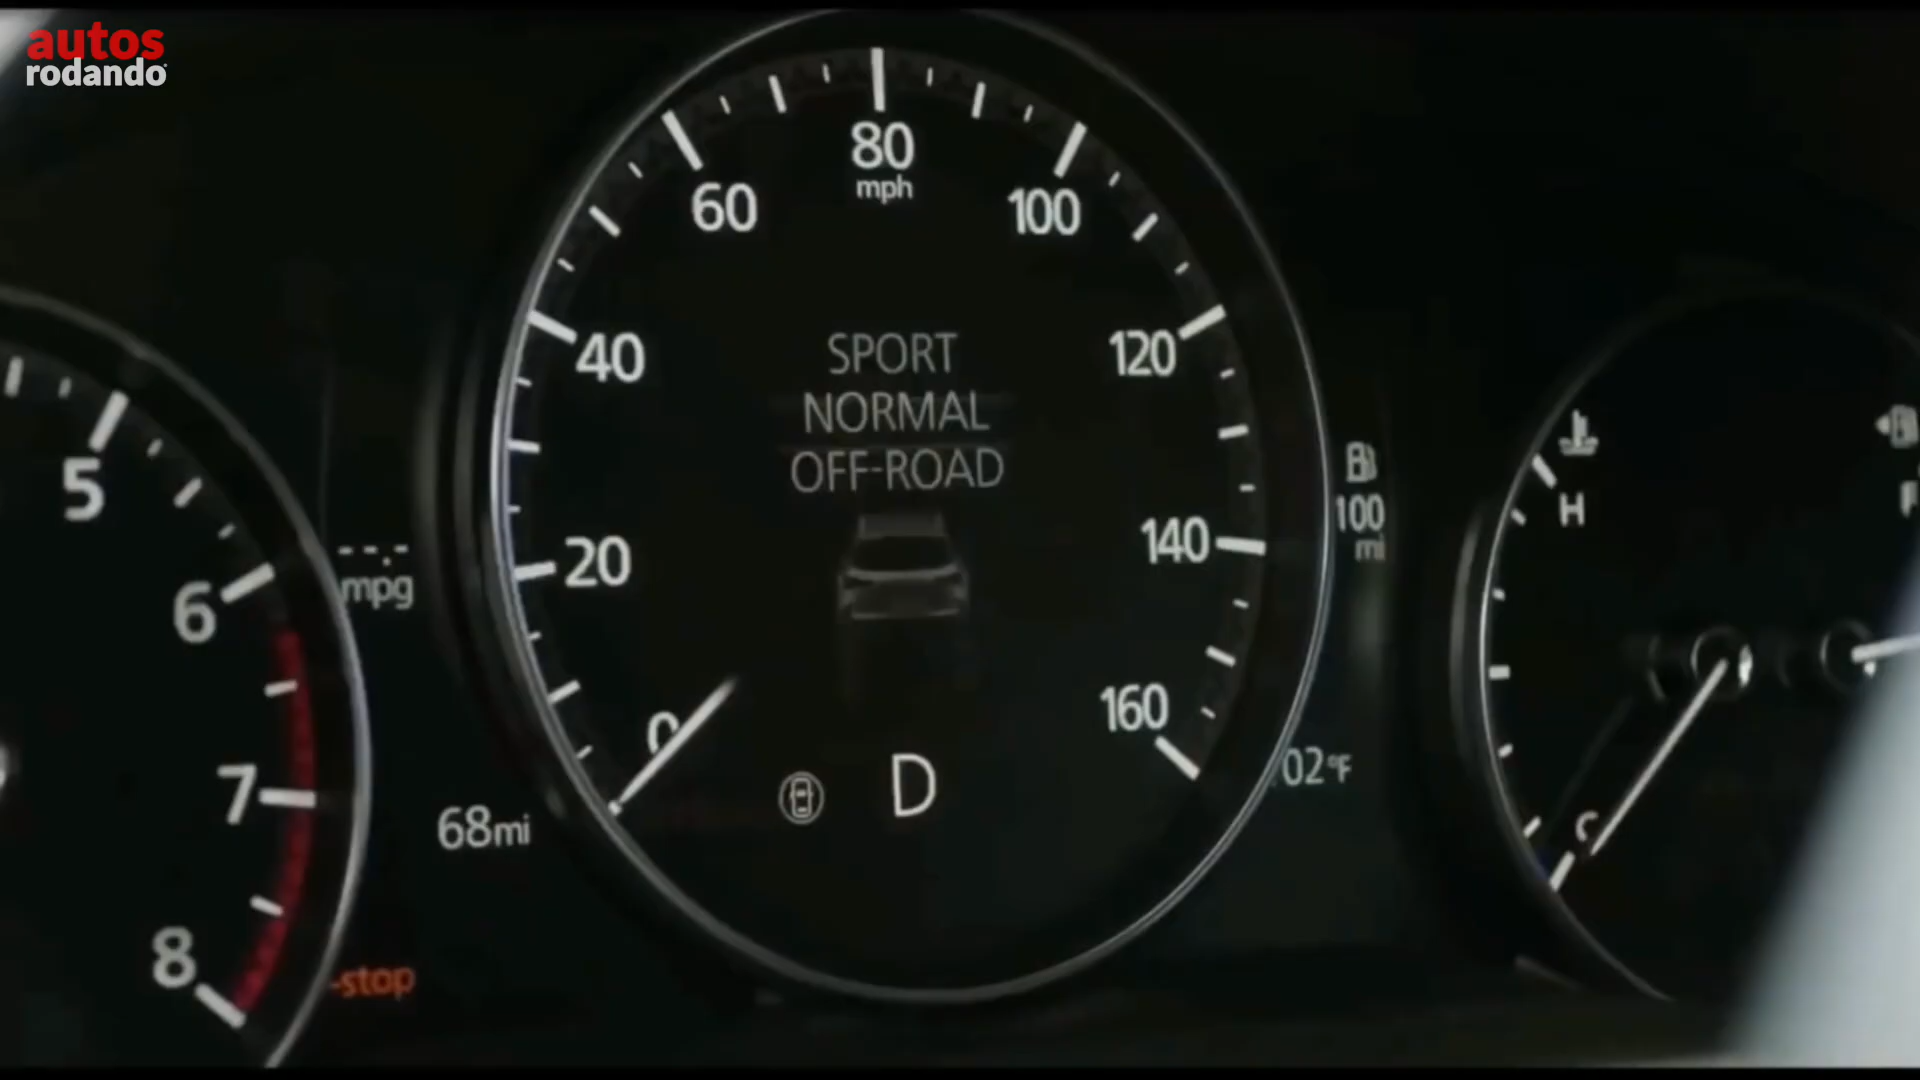 autos
rodando
80
mph
60
100
40
120
SPORT
NORMAL
OFF-ROAD
20
140
0
160
D
5
6
7
8
--.-
mpg
68mi
-stop
100
mi
02°F
H
C
F